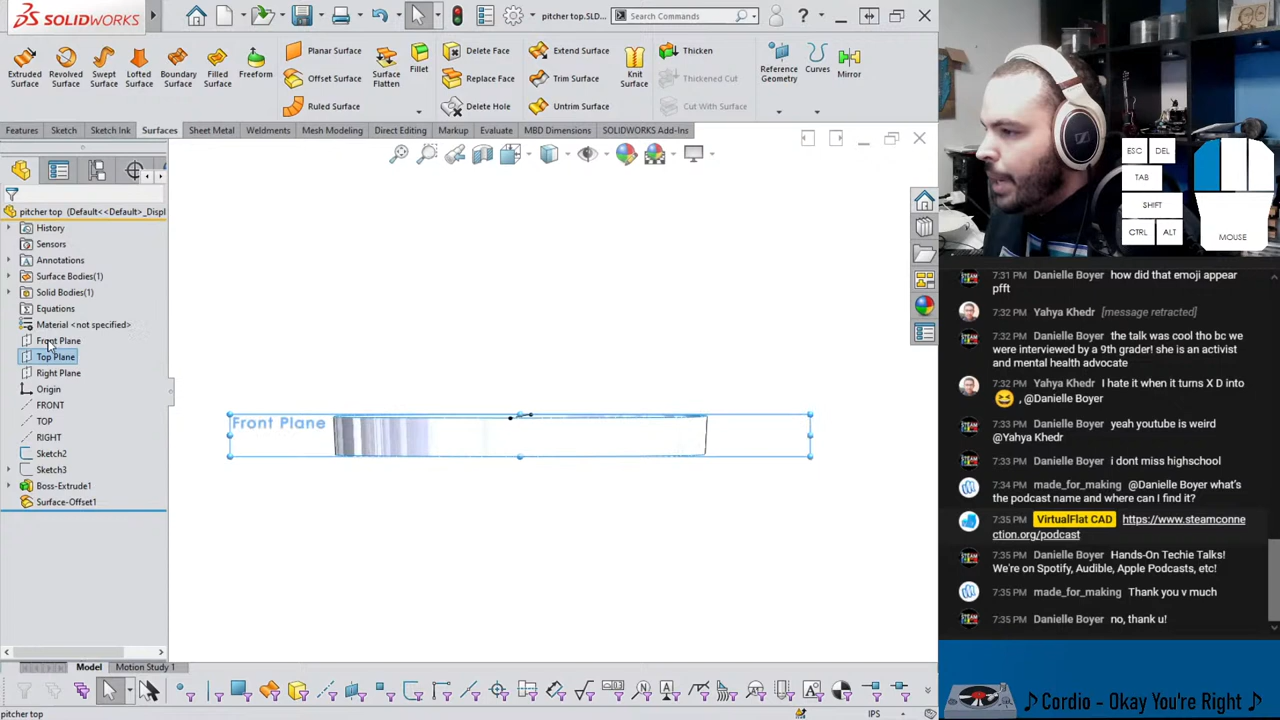 SOLIDWORKS
pitcher top.SLD...
Search Commands
Extruded Surface
Revolved Surface
Swept Surface
Lofted Surface
Boundary Surface
Filled Surface
Freeform
Planar Surface
Offset Surface
Ruled Surface
Surface Flatten
Fillet
Delete Face
Replace Face
Delete Hole
Extend Surface
Trim Surface
Untrim Surface
Knit Surface
Thicken
Thickened Cut
Cut With Surface
Reference Geometry
Curves
Mirror
Features
Sketch
Sketch Ink
Surfaces
Sheet Metal
Weldments
Mesh Modeling
Direct Editing
Markup
Evaluate
MBD Dimensions
SOLIDWORKS Add-Ins
pitcher top (Default<<Default>_Displ
History
Sensors
Annotations
Surface Bodies(1)
Solid Bodies(1)
Equations
Material <not specified>
Front Plane
Top Plane
Right Plane
Origin
FRONT
TOP
RIGHT
Sketch2
Sketch3
Boss-Extrude1
Surface-Offset1
Front Plane
Model
Motion Study 1
pitcher top
IPS
ESC
DEL
TAB
SHIFT
CTRL
ALT
MOUSE
7:31 PM Danielle Boyer how did that emoji appear
pfft
7:32 PM Yahya Khedr [message retracted]
7:32 PM Danielle Boyer the talk was cool tho bc we
were interviewed by a 9th grader! she is an activist
and mental health advocate
7:32 PM Yahya Khedr I hate it when it turns X D into
😆 , @Danielle Boyer
7:33 PM Danielle Boyer yeah youtube is weird
@Yahya Khedr
7:33 PM Danielle Boyer i dont miss highschool
7:34 PM made_for_making @Danielle Boyer what's
the podcast name and where can I find it?
7:35 PM VirtualFlat CAD https://www.steamconne
ction.org/podcast
7:35 PM Danielle Boyer Hands-On Techie Talks!
We're on Spotify, Audible, Apple Podcasts, etc!
7:35 PM made_for_making Thank you v much
7:35 PM Danielle Boyer no, thank u!
♪ Cordio - Okay You're Right ♪